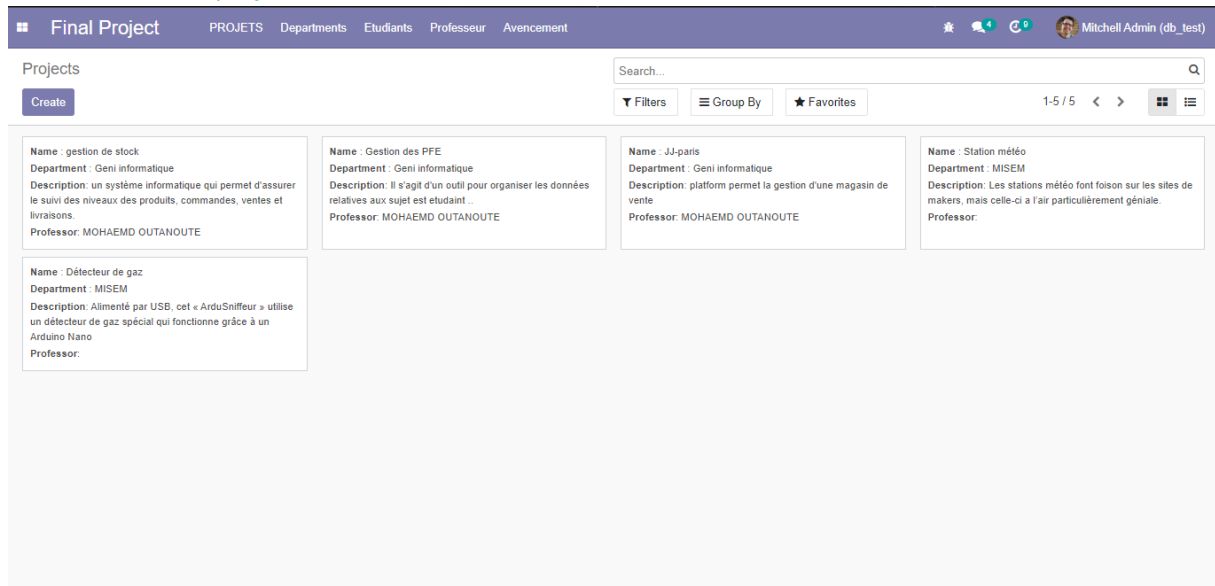 Final Project PROJETS Departments Etudiants Professeur Avencement 4 9 Mitchell Admin (db_test)
Projects
Search...
Create
Filters Group By Favorites 1-5 / 5
Name : gestion de stock
Department : Geni informatique
Description: un système informatique qui permet d'assurer
le suivi des niveaux des produits, commandes, ventes et
livraisons.
Professor: MOHAEMD OUTANOUTE
Name : Gestion des PFE
Department : Geni informatique
Description: Il s'agit d'un outil pour organiser les données
relatives aux sujet est etudaint ..
Professor: MOHAEMD OUTANOUTE
Name : JJ-paris
Department : Geni informatique
Description: platform permet la gestion d'une magasin de
vente
Professor: MOHAEMD OUTANOUTE
Name : Station météo
Department : MISEM
Description: Les stations météo font foison sur les sites de
makers, mais celle-ci a l'air particulièrement géniale.
Professor:
Name : Détecteur de gaz
Department : MISEM
Description: Alimenté par USB, cet « ArduSniffeur » utilise
un détecteur de gaz spécial qui fonctionne grâce à un
Arduino Nano
Professor: